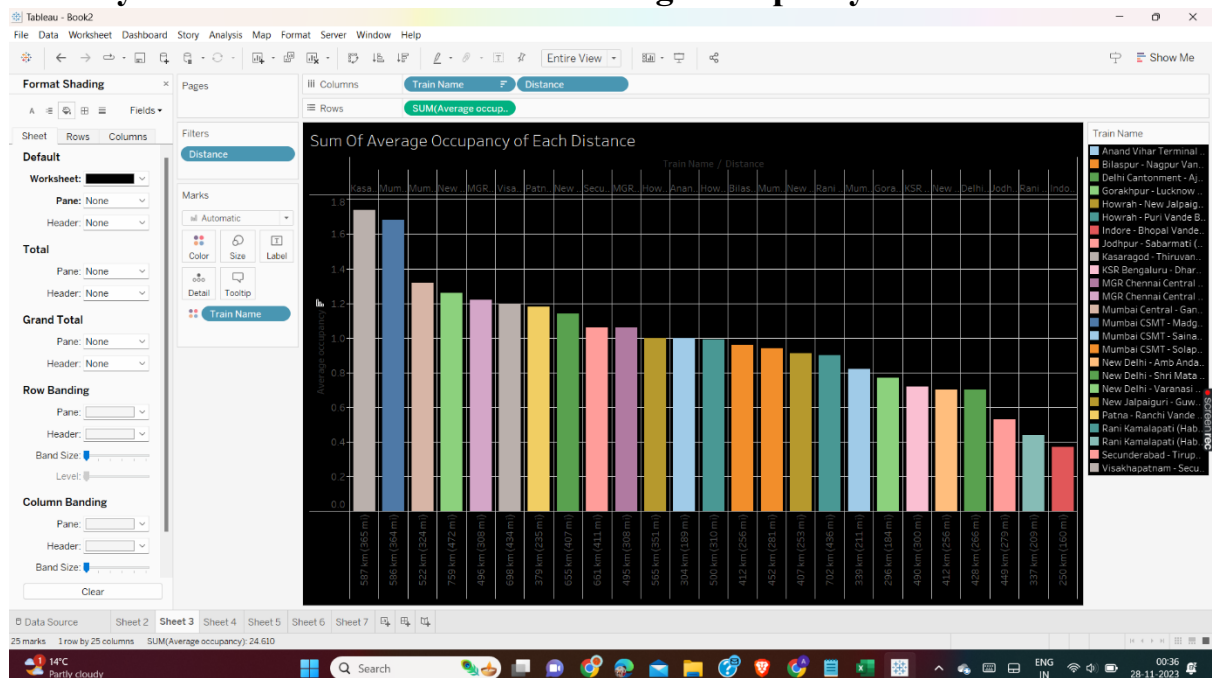 Tableau - Book2
File Data Worksheet Dashboard Story Analysis Map Format Server Window Help
Entire View
Show Me
Format Shading
Fields
Sheet Rows Columns
Default
Worksheet:
Pane: None
Header: None
Total
Pane: None
Header: None
Grand Total
Pane: None
Header: None
Row Banding
Pane:
Header:
Band Size:
Level:
Column Banding
Pane:
Header:
Band Size:
Clear
Pages
Filters
Distance
Marks
Automatic
Color Size Label
Detail Tooltip
Train Name
Columns Train Name Distance
Rows SUM(Average occup..
Sum Of Average Occupancy of Each Distance
Train Name / Distance
Kasa.. Mum.. Mum.. New .. MGR.. Visa.. Patn.. New .. Secu.. MGR.. How.. Anan.. How.. Bilas.. Mum.. New .. Rani .. Mum.. Gora.. KSR .. New .. Delhi.. Jodh.. Rani .. Indo..
Average occupancy
1.8
1.6
1.4
1.2
1.0
0.8
0.6
0.4
0.2
0.0
587 km (365 mi)
586 km (364 mi)
522 km (324 mi)
759 km (472 mi)
496 km (308 mi)
698 km (434 mi)
379 km (235 mi)
655 km (407 mi)
661 km (411 mi)
495 km (308 mi)
565 km (351 mi)
304 km (189 mi)
500 km (310 mi)
412 km (256 mi)
452 km (281 mi)
407 km (253 mi)
702 km (436 mi)
339 km (211 mi)
296 km (184 mi)
490 km (300 mi)
412 km (256 mi)
428 km (266 mi)
449 km (279 mi)
337 km (209 mi)
250 km (160 mi)
Train Name
Anand Vihar Terminal ..
Bilaspur - Nagpur Van..
Delhi Cantonment - Aj..
Gorakhpur - Lucknow ..
Howrah - New Jalpaig..
Howrah - Puri Vande B..
Indore - Bhopal Vande..
Jodhpur - Sabarmati (..
Kasaragod - Thiruvan..
KSR Bengaluru - Dhar..
MGR Chennai Central ..
MGR Chennai Central ..
Mumbai Central - Gan..
Mumbai CSMT - Madg..
Mumbai CSMT - Saina..
Mumbai CSMT - Solap..
New Delhi - Amb Anda..
New Delhi - Shri Mata ..
New Delhi - Varanasi ..
New Jalpaiguri - Guw..
Patna - Ranchi Vande ..
Rani Kamalapati (Hab..
Rani Kamalapati (Hab..
Secunderabad - Tirup..
Visakhapatnam - Secu..
screenrec
Data Source Sheet 2 Sheet 3 Sheet 4 Sheet 5 Sheet 6 Sheet 7
25 marks 1 row by 25 columns SUM(Average occupancy): 24.610
1
14°C
Partly cloudy
Search
ENG
IN
00:36
28-11-2023